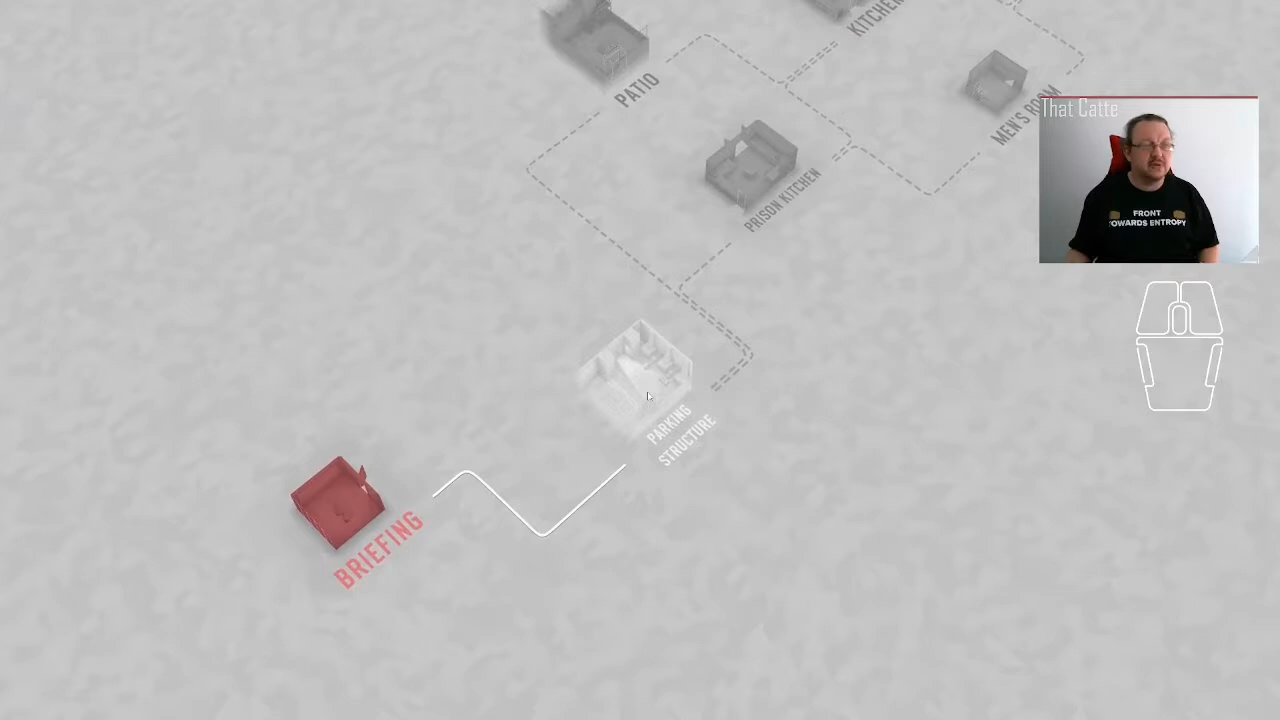 KITCHEN
PATIO
MEN'S ROOM
That Catte
PRISON KITCHEN
FRONT
TOWARDS ENTROPY
PARKING
STRUCTURE
BRIEFING